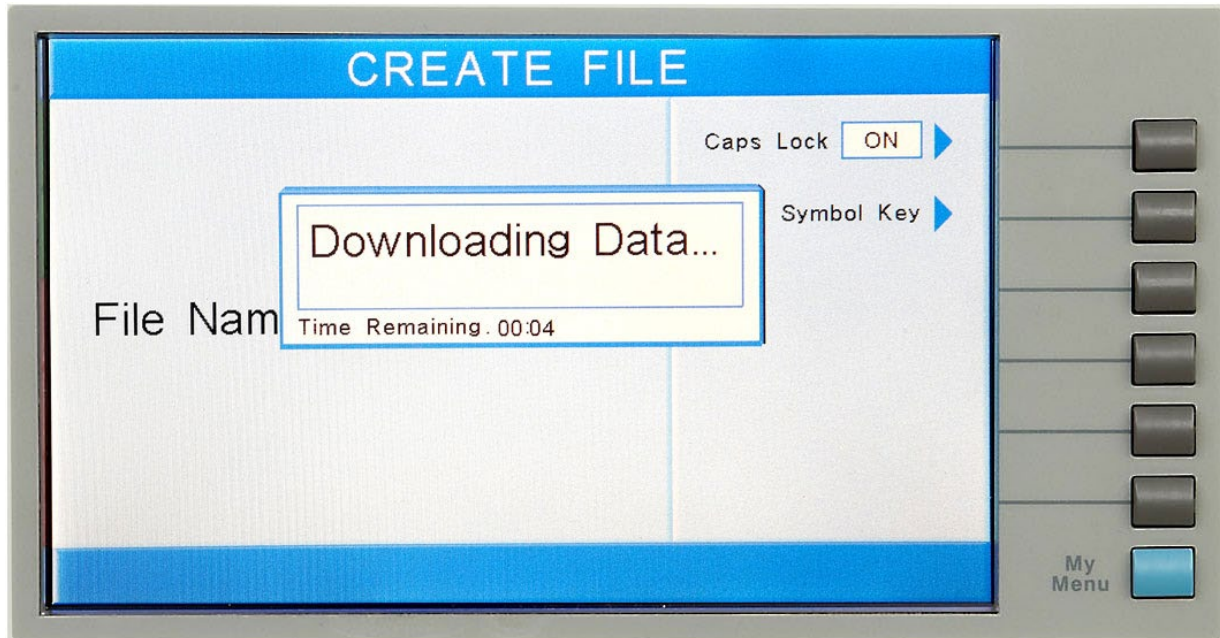 CREATE FILE
Caps Lock ON
Symbol Key
Downloading Data...
File Nam
Time Remaining. 00:04
My
Menu